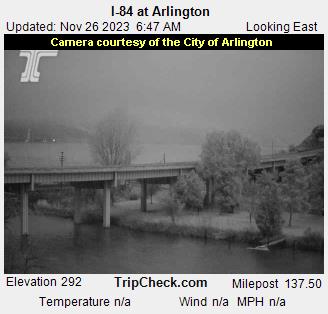 I-84 at Arlington
Updated: Nov 26 2023 6:47 AM Looking East
Camera courtesy of the City of Arlington
Elevation 292 TripCheck.com Milepost 137.50
Temperature n/a Wind n/a MPH n/a